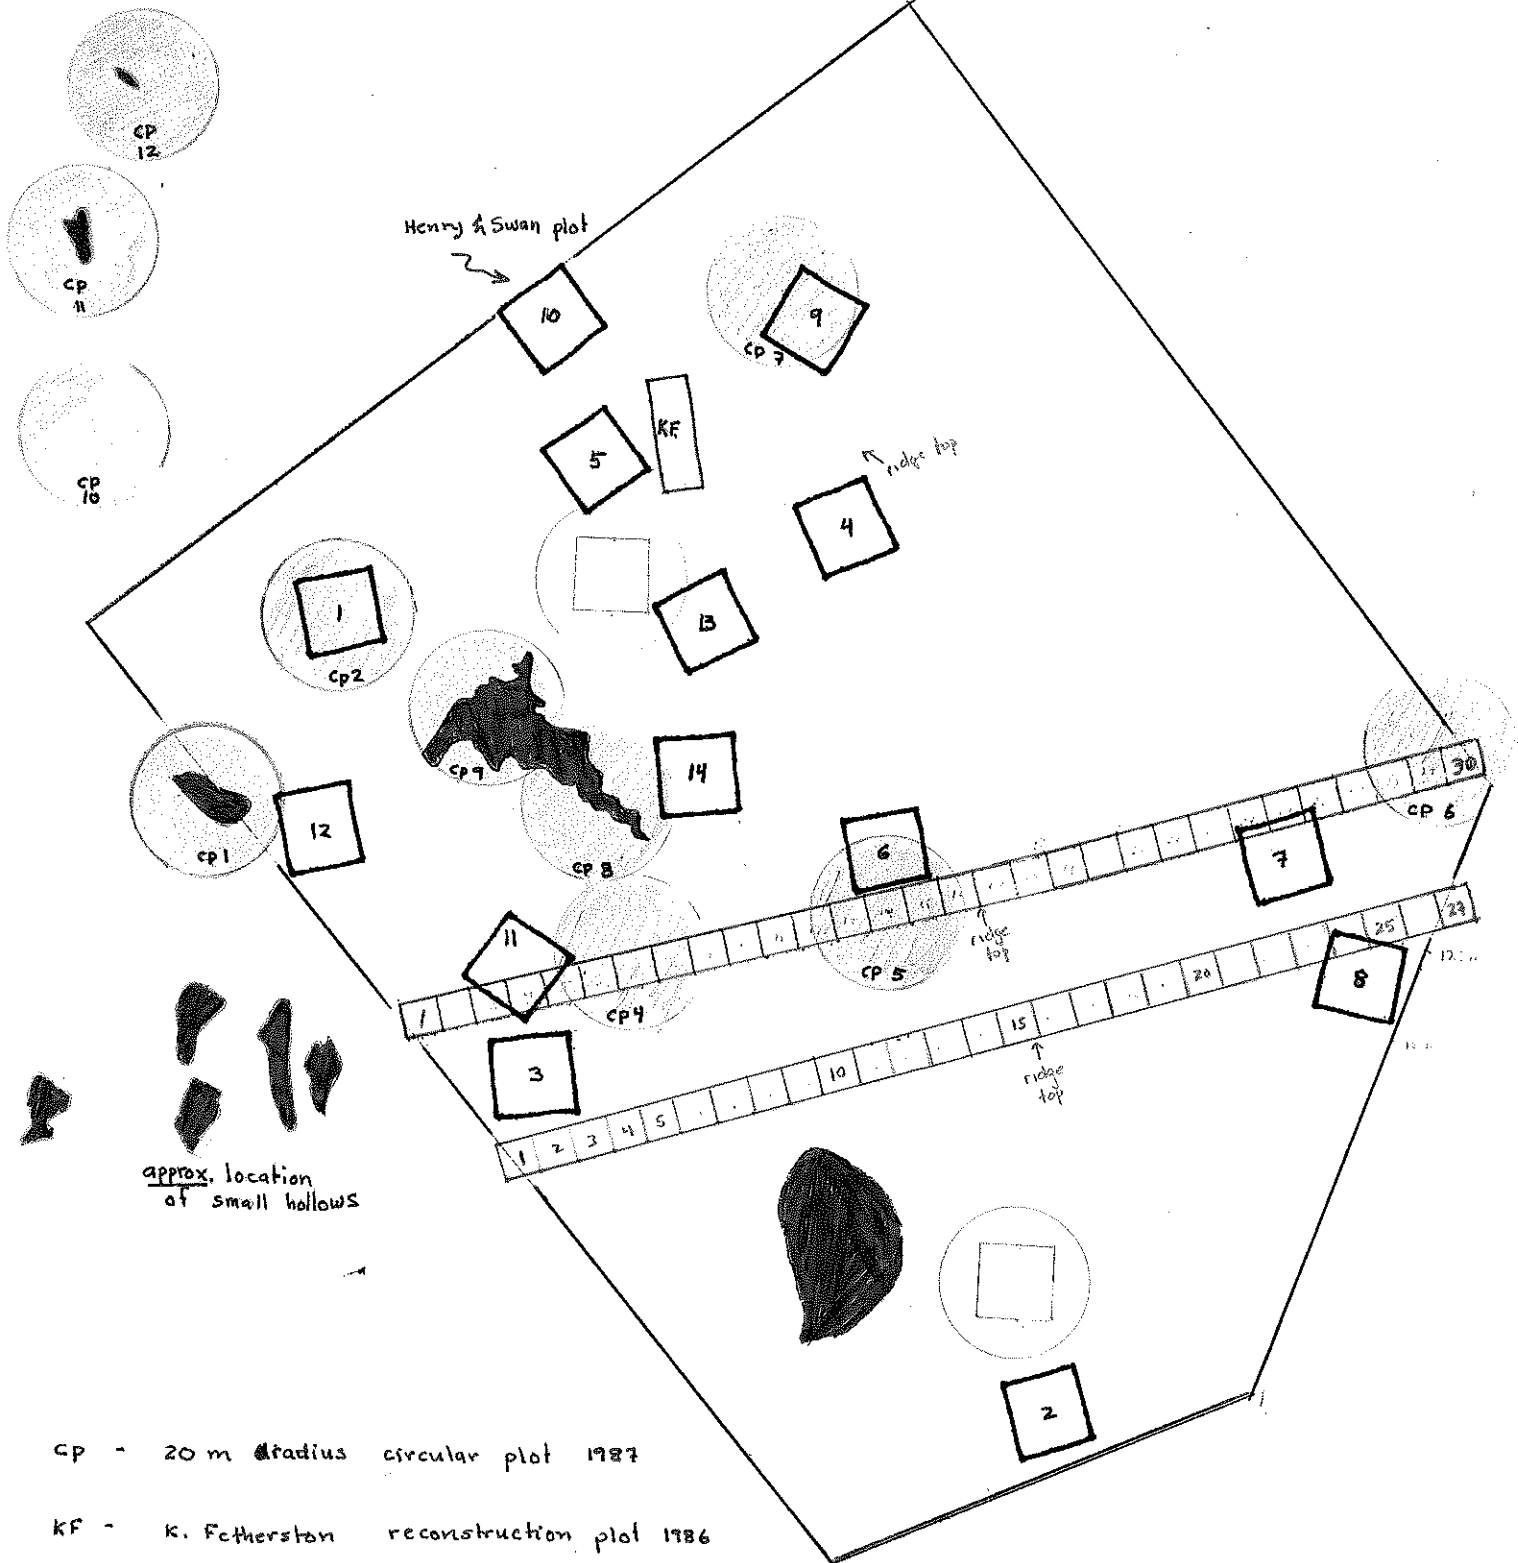 CP
12
CP
11
Henry & Swan plot
10
9
CP 7
KF
5
ridge top
CP
10
4
1
13
CP2
CP9
14
30
CP 6
12
CP1
6
7
CP 8
11
ridge
top
CP 5
25
27
8
20
1
CP4
15
3
10
ridge
top
1 2 3 4 5
approx. location
of small hollows
2
CP - 20 m radius circular plot 1987
KF - K. Fetherston reconstruction plot 1986